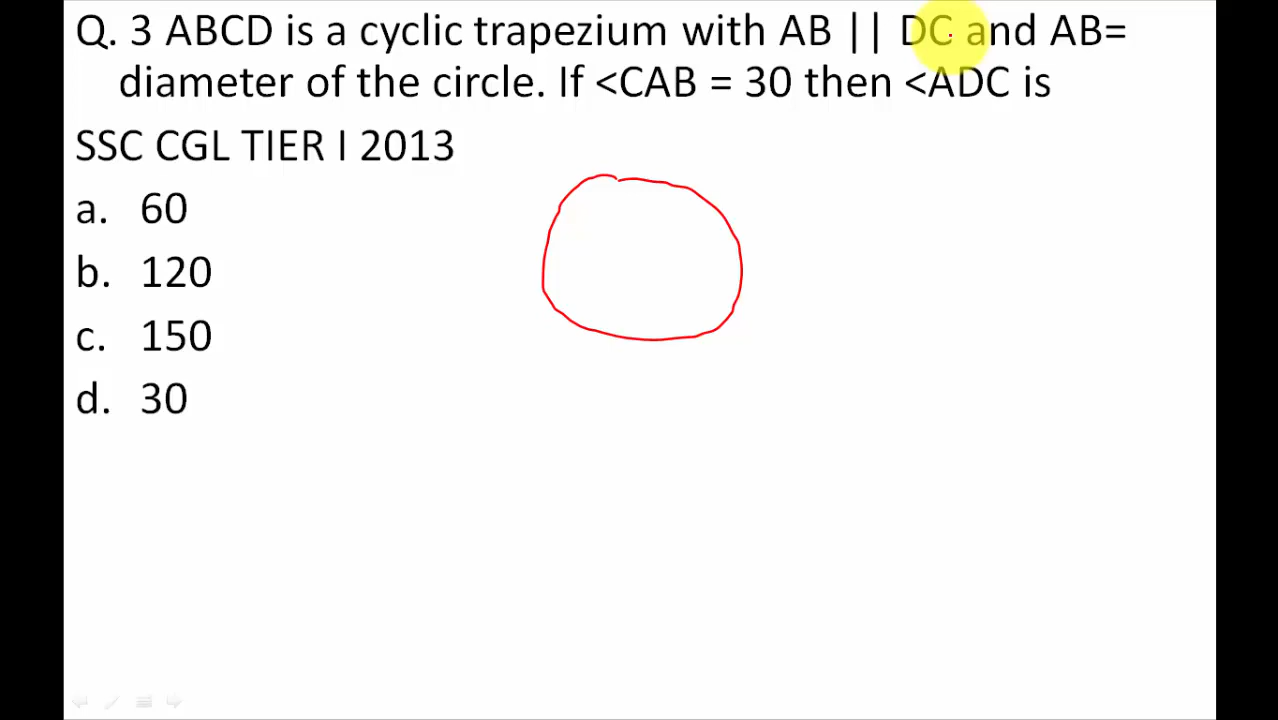 Q. 3 ABCD is a cyclic trapezium with AB || DC and AB=
diameter of the circle. If <CAB = 30 then <ADC is
SSC CGL TIER I 2013
a. 60
b. 120
c. 150
d. 30